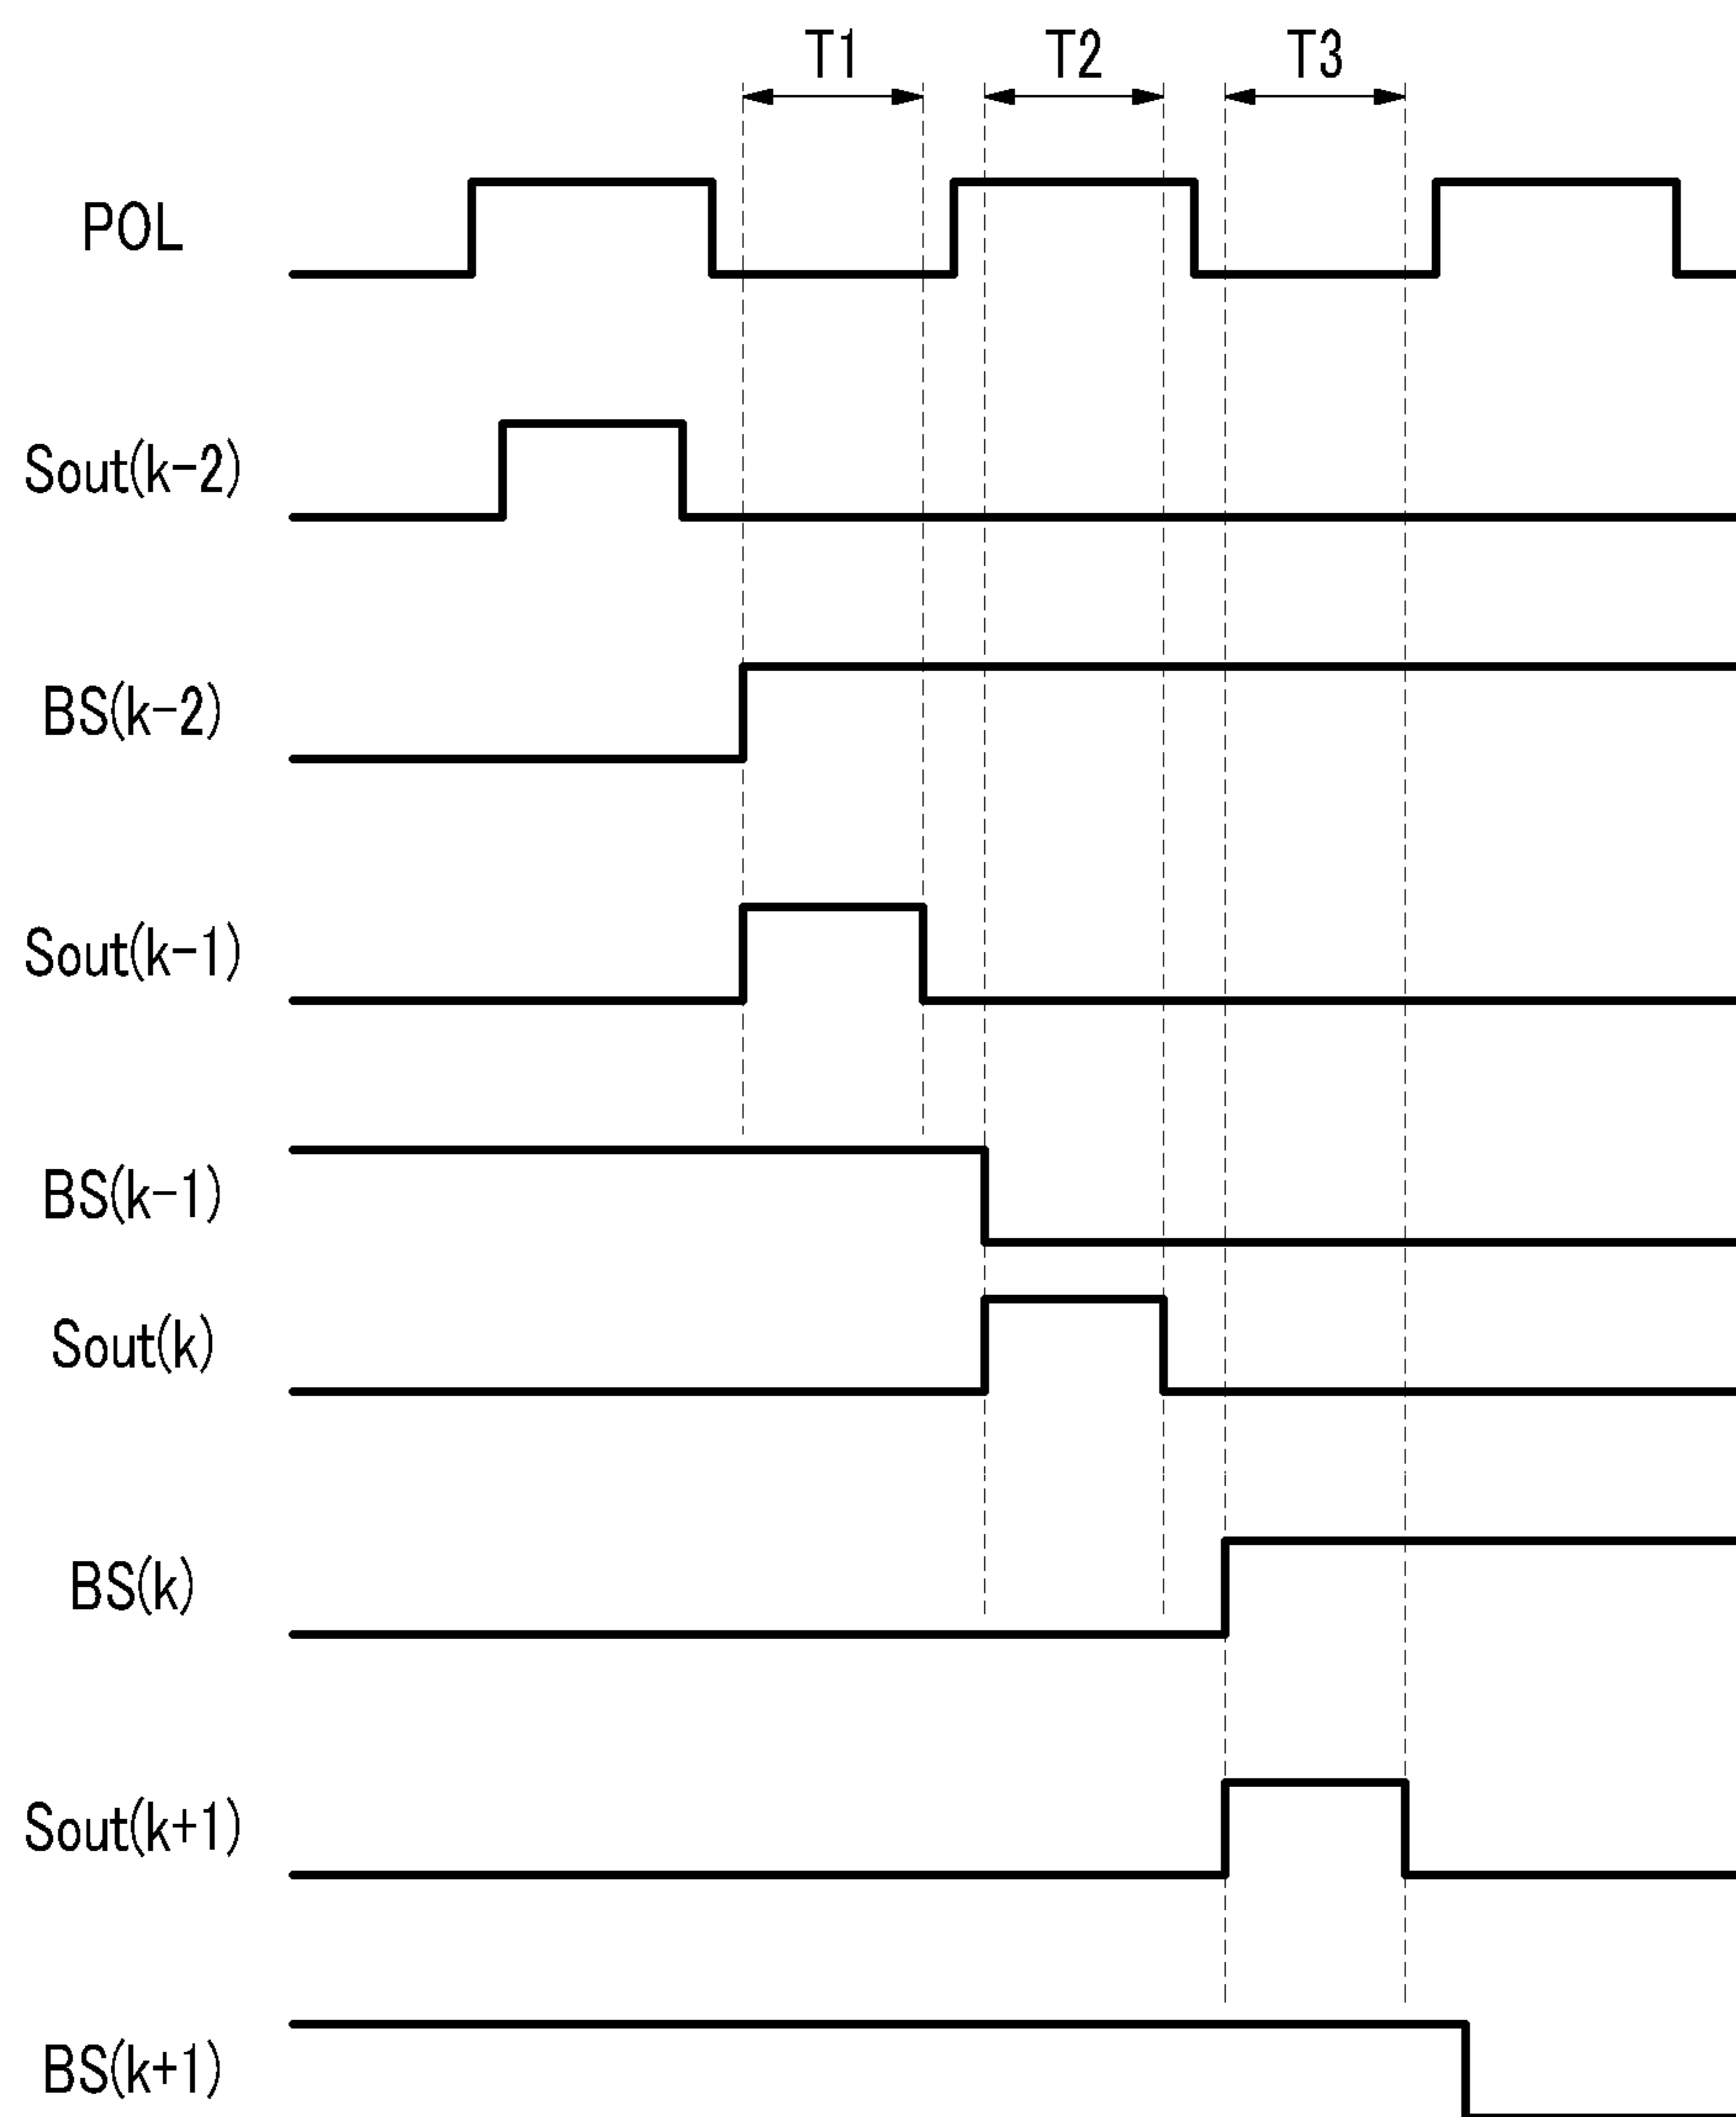 T1 T2 T3
POL
Sout(k-2)
BS(k-2)
Sout(k-1)
BS(k-1)
Sout(k)
BS(k)
Sout(k+1)
BS(k+1)